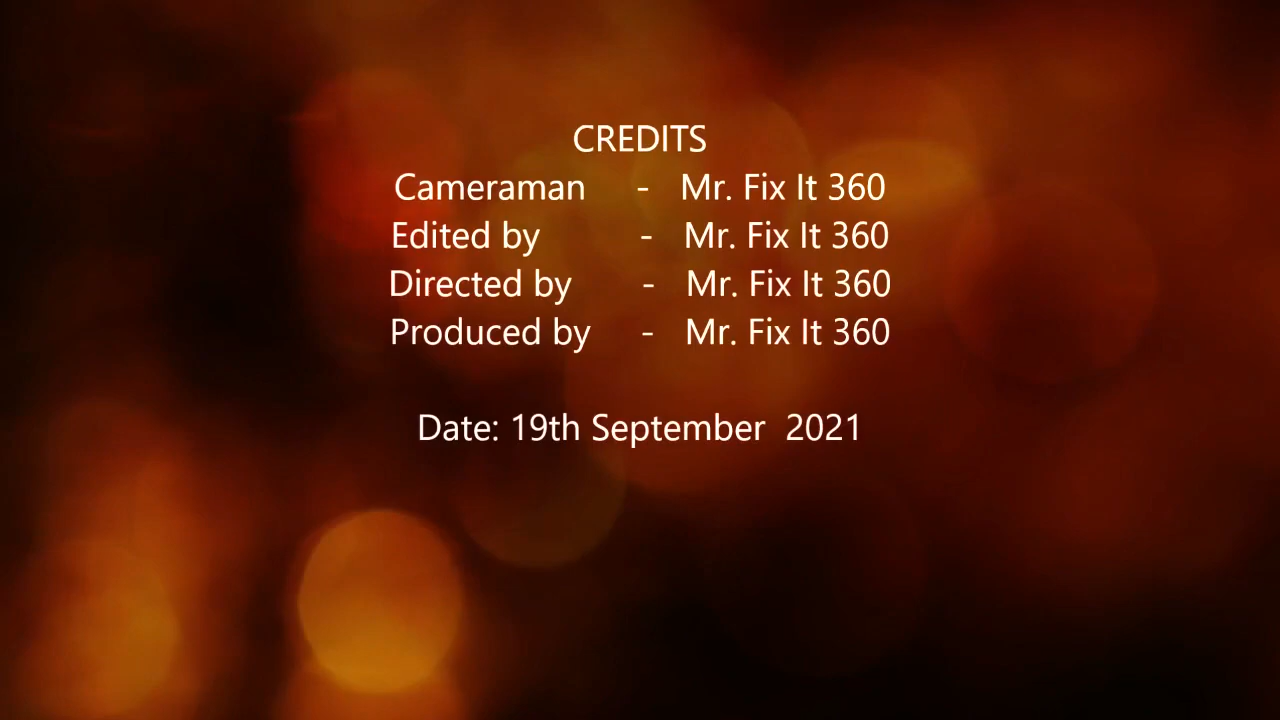 CREDITS
Cameraman - Mr. Fix It 360
Edited by - Mr. Fix It 360
Directed by - Mr. Fix It 360
Produced by - Mr. Fix It 360
Date: 19th September 2021